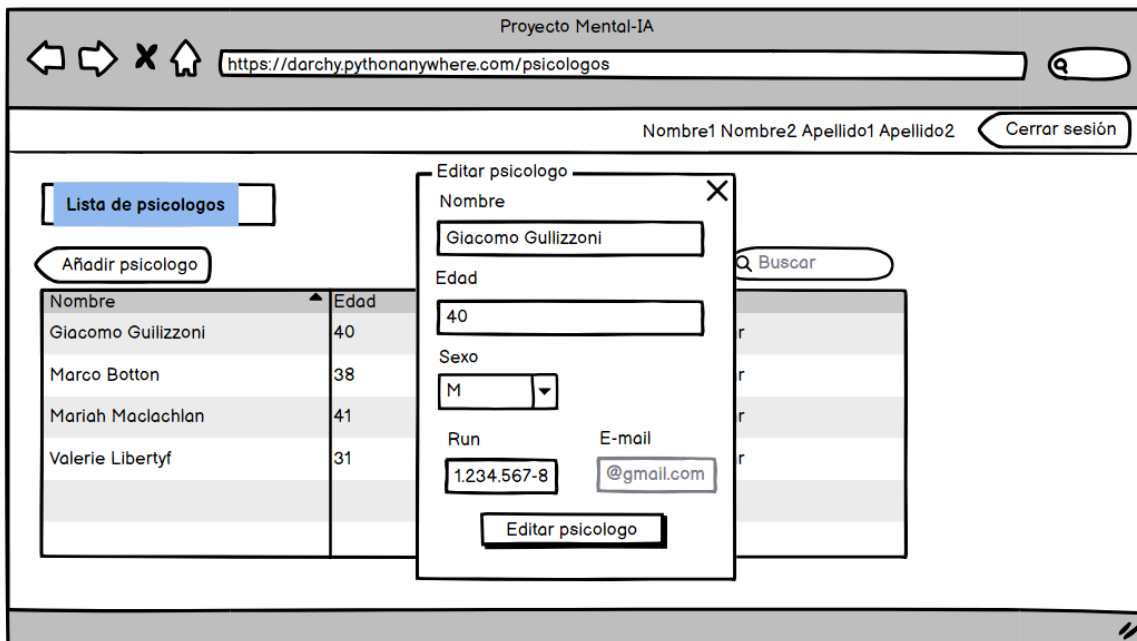 Proyecto Mental-IA
https://darchy.pythonanywhere.com/psicologos
Nombre1 Nombre2 Apellido1 Apellido2
Cerrar sesión
Lista de psicologos
Añadir psicologo
Buscar
Nombre
Edad
Giacomo Guilizzoni
40
r
Marco Botton
38
r
Mariah Maclachlan
41
r
Valerie Libertyf
31
r
Editar psicologo
Nombre
Giacomo Gullizzoni
Edad
40
Sexo
M
Run
E-mail
1.234.567-8
@gmail.com
Editar psicologo